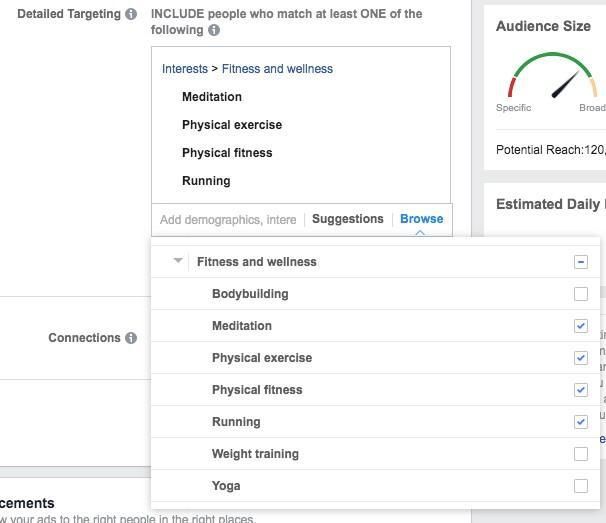 Detailed Targeting
INCLUDE people who match at least ONE of the
following
Interests > Fitness and wellness
Meditation
Physical exercise
Physical fitness
Running
Add demographics, intere
Suggestions
Browse
Fitness and wellness
Bodybuilding
Meditation
Physical exercise
Physical fitness
Running
Weight training
Yoga
Connections
Audience Size
Specific
Broad
Potential Reach:120,
Estimated Daily
cements
w your ads to the right people in the right places.